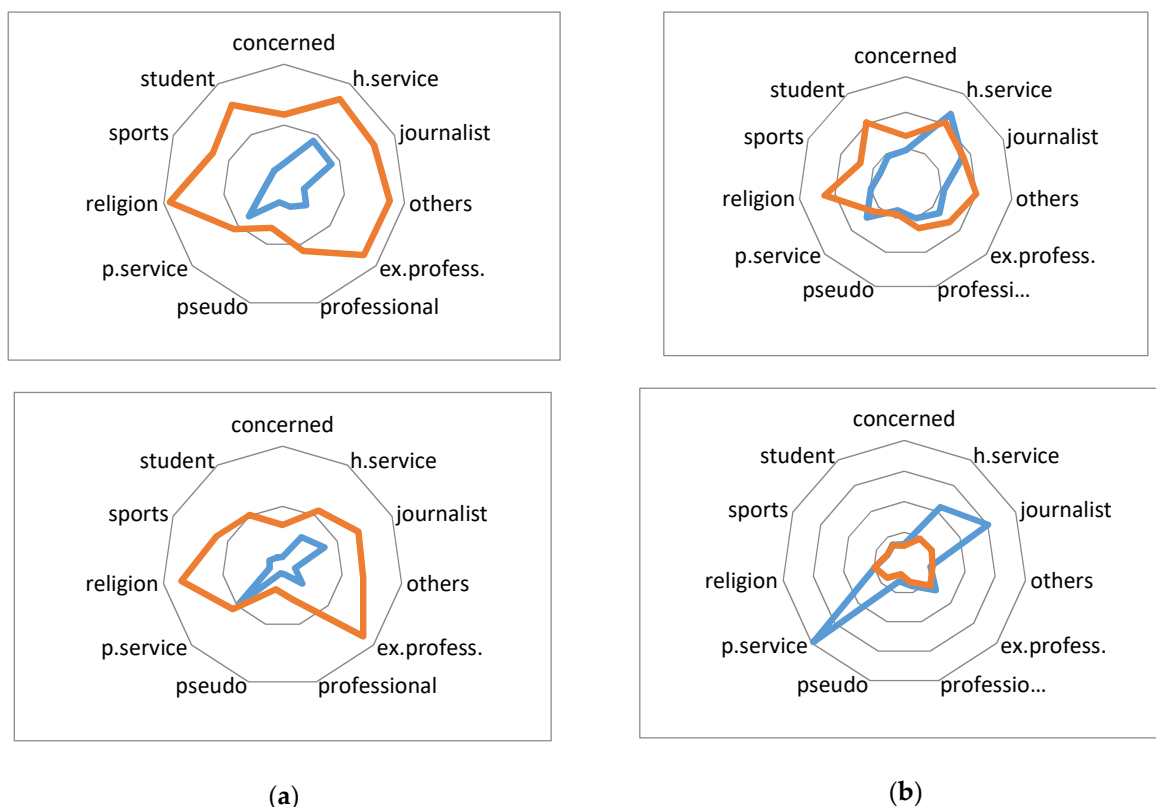 concerned
student
h.service
sports
journalist
religion
others
p.service
ex.profess.
pseudo
professional
concerned
student
h.service
sports
journalist
religion
others
p.service
ex.profess.
pseudo
professi...
concerned
student
h.service
sports
journalist
religion
others
p.service
ex.profess.
pseudo
professional
concerned
student
h.service
sports
journalist
religion
others
p.service
ex.profess.
pseudo
professio...
(a)
(b)